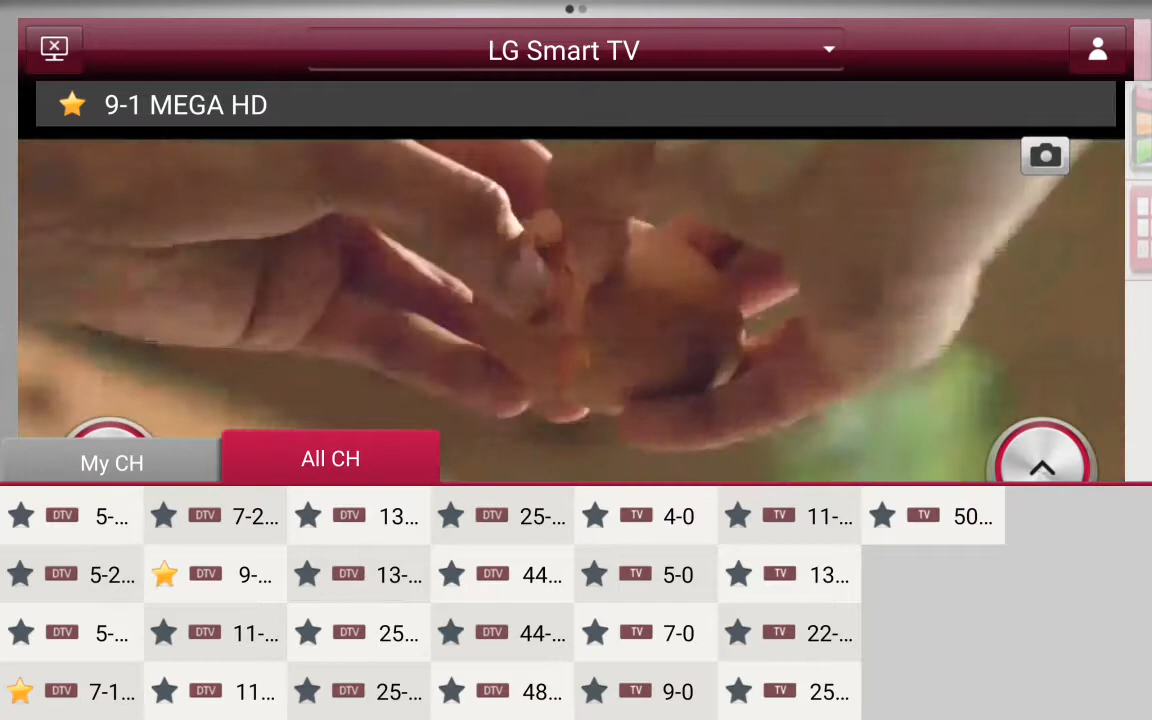 LG Smart TV
9-1 MEGA HD
My CH
All CH
DTV 5-... DTV 7-2... DTV 13... DTV 25-... TV 4-0 TV 11-... TV 50...
DTV 5-2... DTV 9-... DTV 13-... DTV 44... TV 5-0 TV 13...
DTV 5-... DTV 11-... DTV 25... DTV 44-... TV 7-0 TV 22-...
DTV 7-1... DTV 11... DTV 25-... DTV 48... TV 9-0 TV 25...